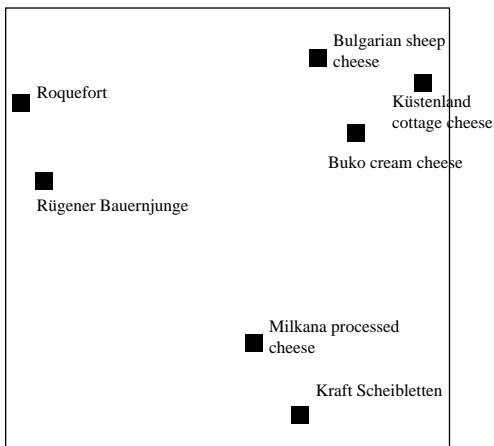 Bulgarian sheep
cheese
Roquefort
Küstenland
cottage cheese
Buko cream cheese
Rügener Bauernjunge
Milkana processed
cheese
Kraft Scheibletten